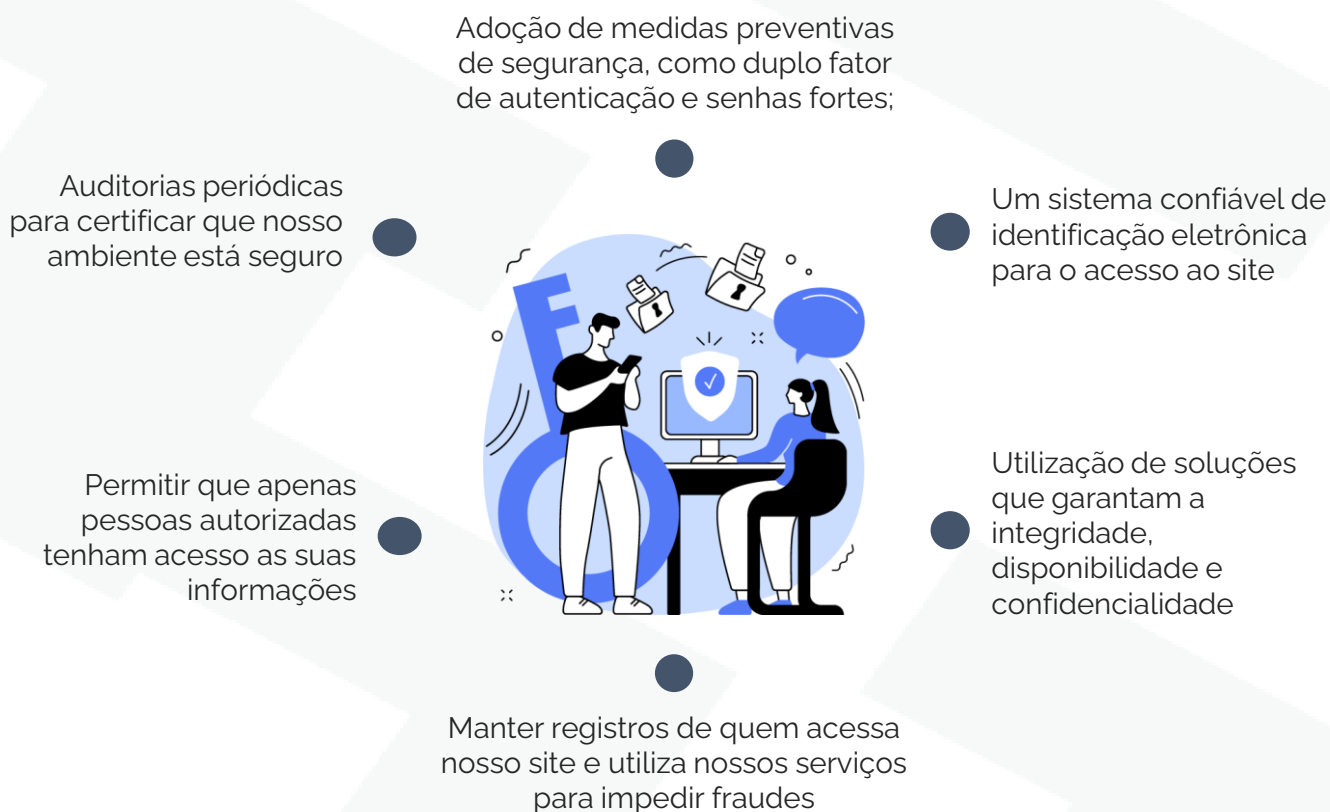 Adoção de medidas preventivas
de segurança, como duplo fator
de autenticação e senhas fortes;
Auditorias periódicas
para certificar que nosso
ambiente está seguro
Um sistema confiável de
identificação eletrônica
para o acesso ao site
Permitir que apenas
pessoas autorizadas
tenham acesso as suas
informações
Utilização de soluções
que garantam a
integridade,
disponibilidade e
confidencialidade
Manter registros de quem acessa
nosso site e utiliza nossos serviços
para impedir fraudes